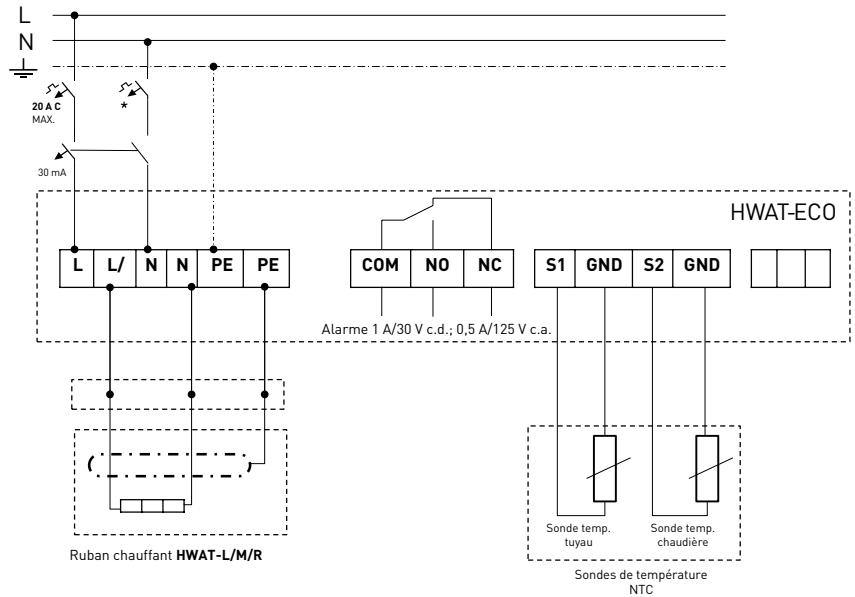 L
N
20 A C
MAX.
*
30 mA
HWAT-ECO
L L/ N N PE PE
COM NO NC
S1 GND S2 GND
Alarme 1 A/30 V c.d.; 0,5 A/125 V c.a.
Ruban chauffant HWAT-L/M/R
Sonde temp.
tuyau
Sonde temp.
chaudière
Sondes de température
NTC